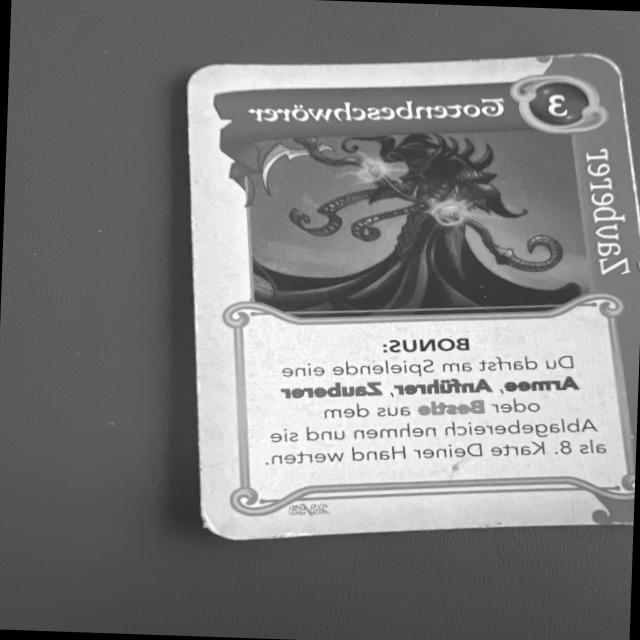 3
Totenbeschwörer
Zauberer
BONUS:
Du darfst am Spielende eine
Armee, Anführer, Zauberer
oder Bestie aus dem
Ablagebereich nehmen und sie
als 8. Karte Deiner Hand werten.